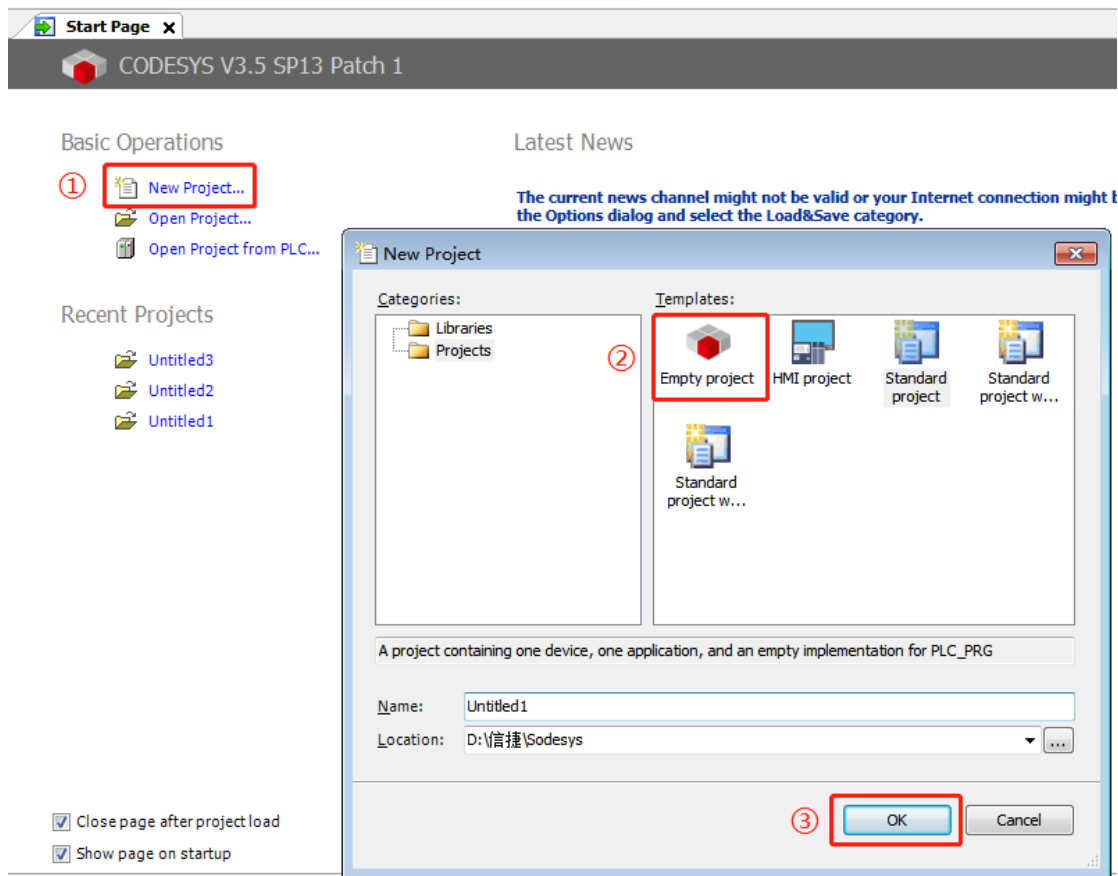 Start Page
CODESYS V3.5 SP13 Patch 1
Basic Operations
① New Project...
Open Project...
Open Project from PLC...
Recent Projects
Untitled3
Untitled2
Untitled1
Latest News
The current news channel might not be valid or your Internet connection might
the Options dialog and select the Load&Save category.
New Project
Categories:
Libraries
Projects
Templates:
②
Empty project
HMI project
Standard
project
Standard
project w...
Standard
project w...
A project containing one device, one application, and an empty implementation for PLC_PRG
Name: Untitled1
Location: D:\信捷\Sodesys
...
③ OK
Cancel
Close page after project load
Show page on startup